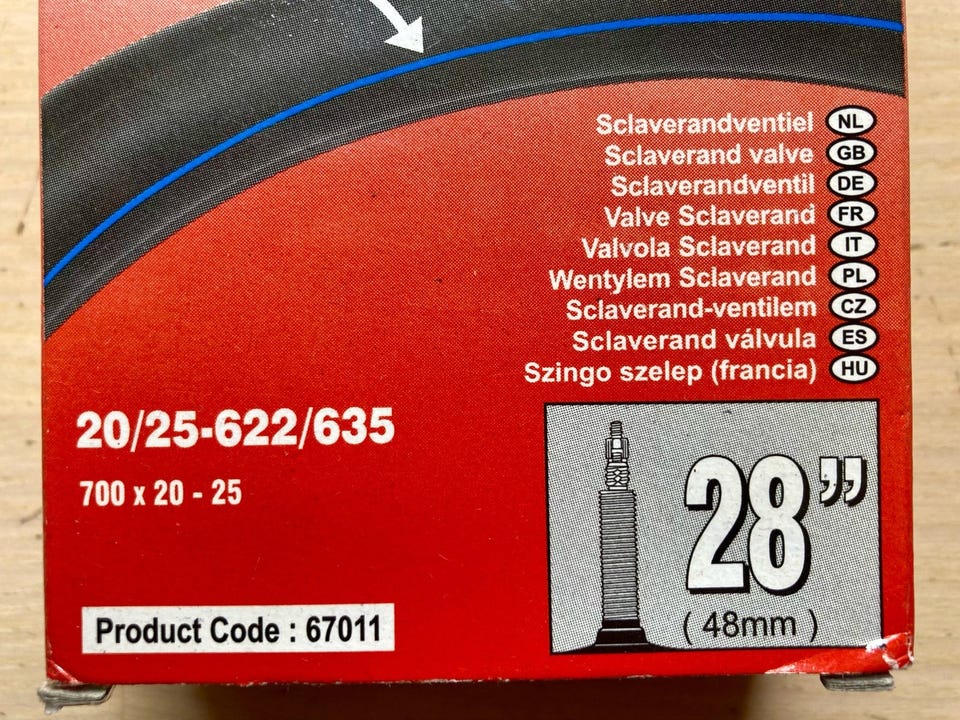 Sclaverandventiel NL
Sclaverand valve GB
Sclaverandventil DE
Valve Sclaverand FR
Valvola Sclaverand IT
Wentylem Sclaverand PL
Sclaverand-ventilem CZ
Sclaverand válvula ES
Szingo szelep (francia) HU
20/25-622/635
700 x 20 - 25
28”
( 48mm )
Product Code : 67011